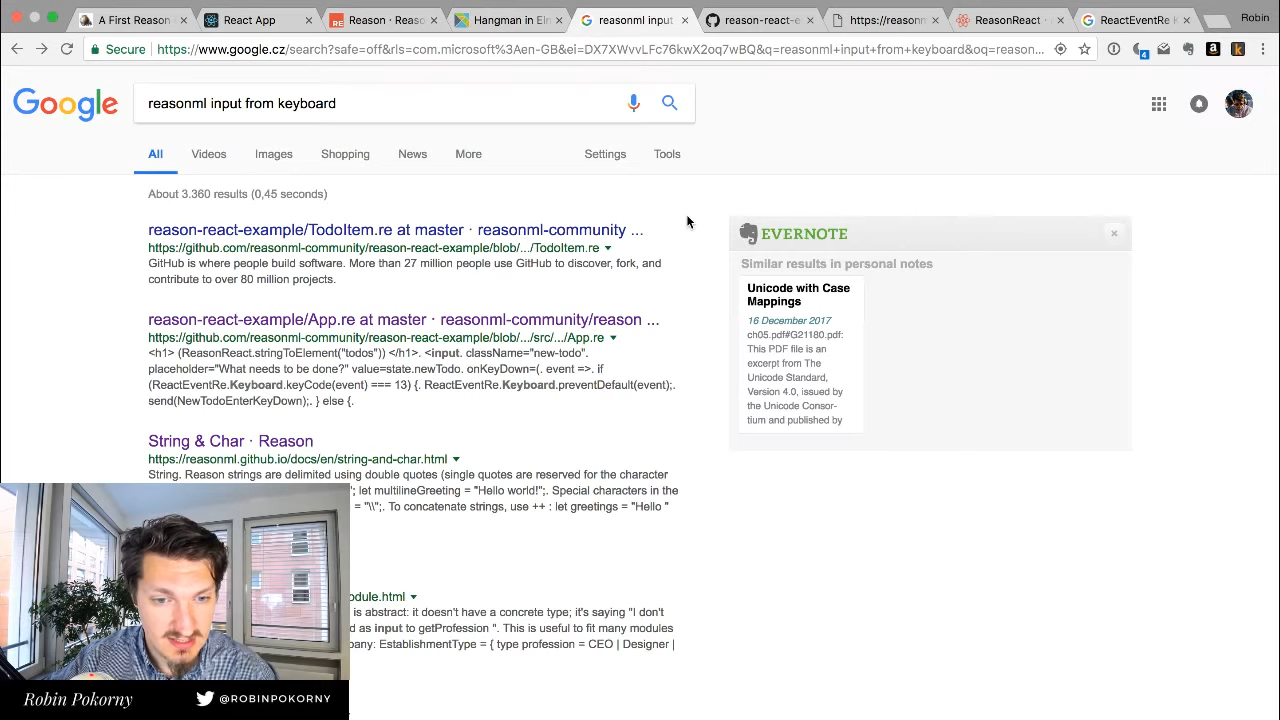 A First Reason
React App
Reason · Reaso
Hangman in Elm
reasonml input
reason-react-e
https://reasonm
ReasonReact
ReactEventRe
Robin
Secure
https://www.google.cz/search?safe=off&rls=com.microsoft%3Aen-GB&ei=DX7XWvvLFc76kwX2oq7wBQ&q=reasonml+input+from+keyboard&oq=reason...
4
Google
reasonml input from keyboard
All
Videos
Images
Shopping
News
More
Settings
Tools
About 3.360 results (0,45 seconds)
reason-react-example/TodoItem.re at master · reasonml-community ...
https://github.com/reasonml-community/reason-react-example/blob/.../TodoItem.re
GitHub is where people build software. More than 27 million people use GitHub to discover, fork, and
contribute to over 80 million projects.
reason-react-example/App.re at master · reasonml-community/reason ...
https://github.com/reasonml-community/reason-react-example/blob/.../src/.../App.re
<h1> (ReasonReact.stringToElement("todos")) </h1>. <input. className="new-todo".
placeholder="What needs to be done?" value=state.newTodo. onKeyDown=(. event =>. if
(ReactEventRe.Keyboard.keyCode(event) === 13) {. ReactEventRe.Keyboard.preventDefault(event);.
send(NewTodoEnterKeyDown);. } else {.
String & Char · Reason
https://reasonml.github.io/docs/en/string-and-char.html
String. Reason strings are delimited using double quotes (single quotes are reserved for the character
; let multilineGreeting = "Hello world!";. Special characters in the
= "\\";. To concatenate strings, use ++ : let greetings = "Hello "
odule.html
is abstract: it doesn't have a concrete type; it's saying "I don't
d as input to getProfession ". This is useful to fit many modules
pany: EstablishmentType = { type profession = CEO | Designer |
EVERNOTE
Similar results in personal notes
Unicode with Case
Mappings
16 December 2017
ch05.pdf#G21180.pdf:
This PDF file is an
excerpt from The
Unicode Standard,
Version 4.0, issued by
the Unicode Consor-
tium and published by
Robin Pokorny
@ROBINPOKORNY